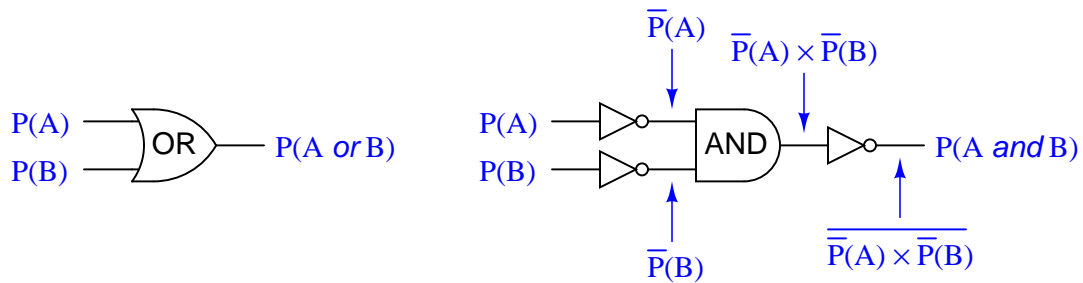 P(A)
P(B)
OR
P(A or B)
P̅(A)
P̅(A) × P̅(B)
P(A)
P(B)
AND
P(A and B)
P̅(B)
P̅̅(̅A̅)̅ ̅×̅ ̅P̅̅(̅B̅)̅